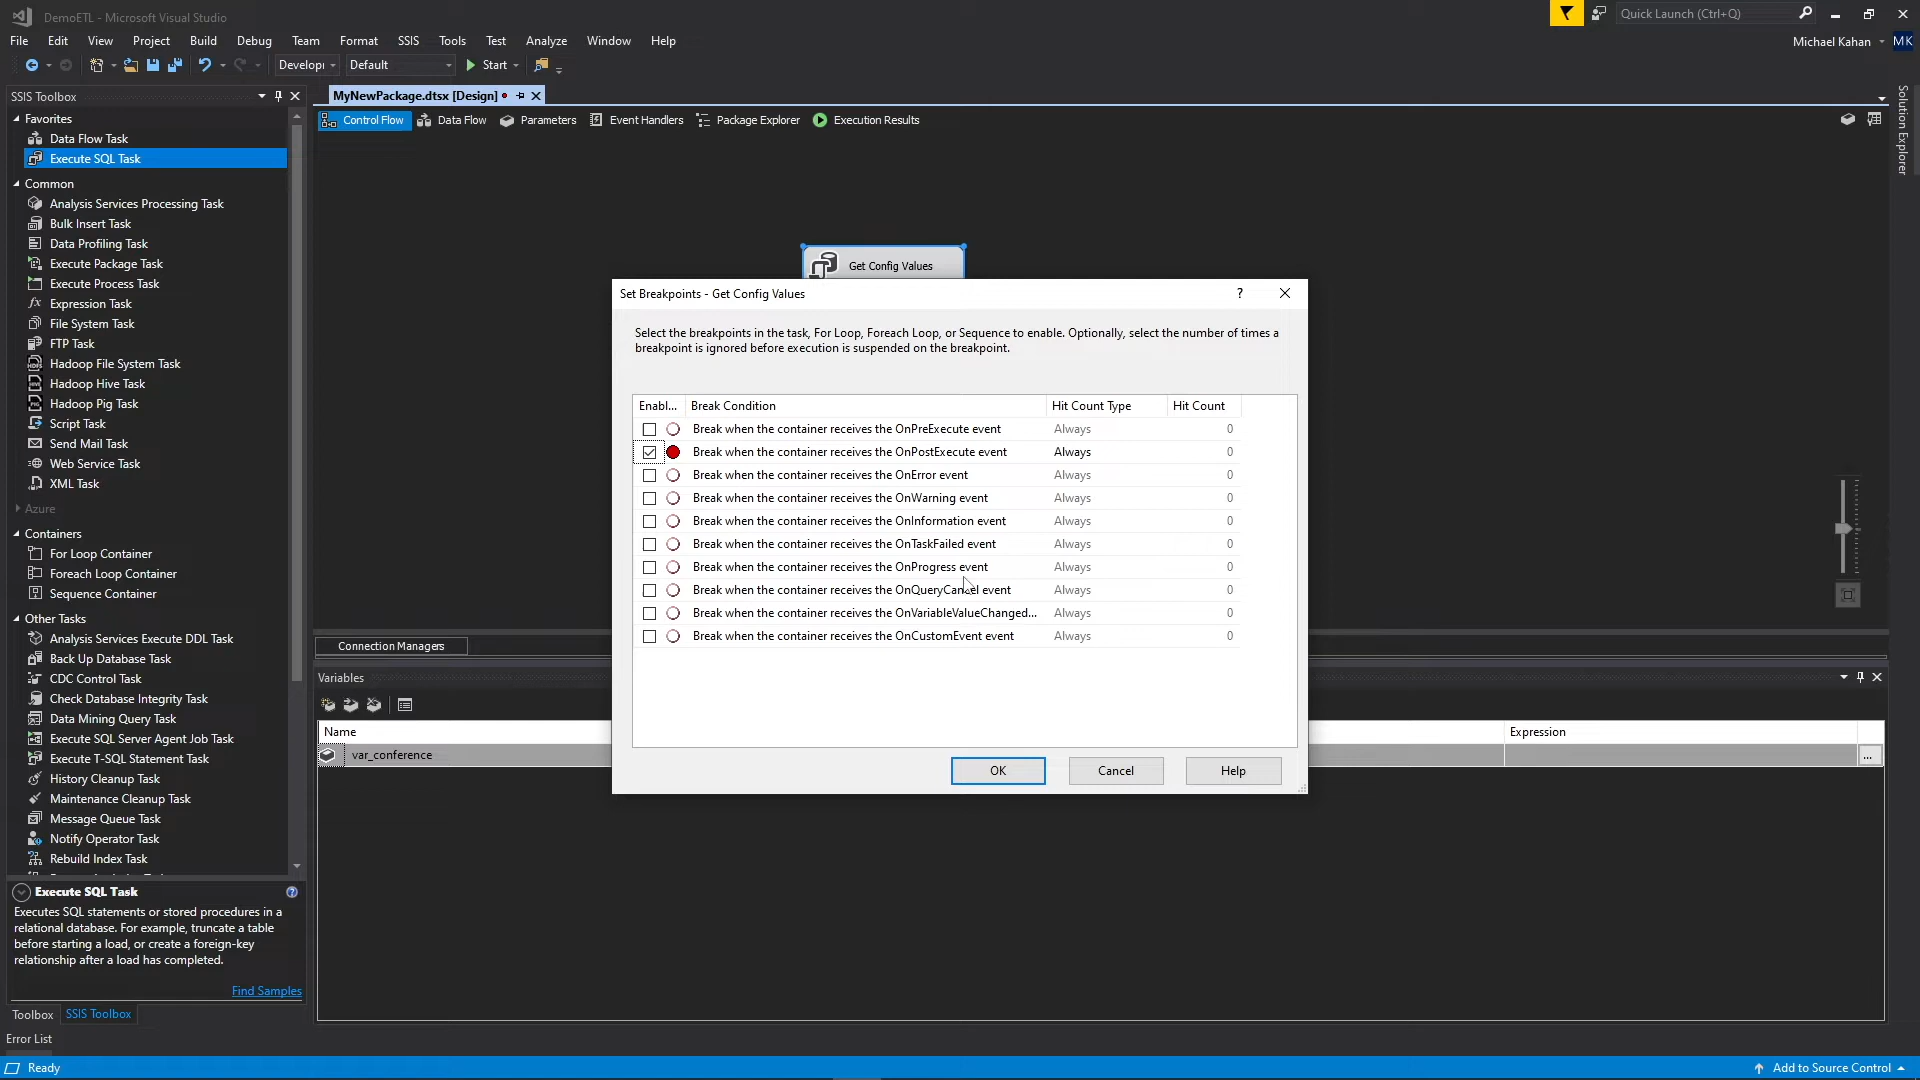 DemoETL - Microsoft Visual Studio
Quick Launch (Ctrl+Q)
File Edit View Project Build Debug Team Format SSIS Tools Test Analyze Window Help
Michael Kahan MK
Developı Default Start
SSIS Toolbox
Favorites
Data Flow Task
Execute SQL Task
Common
Analysis Services Processing Task
Bulk Insert Task
Data Profiling Task
Execute Package Task
Execute Process Task
Expression Task
File System Task
FTP Task
Hadoop File System Task
Hadoop Hive Task
Hadoop Pig Task
Script Task
Send Mail Task
Web Service Task
XML Task
Azure
Containers
For Loop Container
Foreach Loop Container
Sequence Container
Other Tasks
Analysis Services Execute DDL Task
Back Up Database Task
CDC Control Task
Check Database Integrity Task
Data Mining Query Task
Execute SQL Server Agent Job Task
Execute T-SQL Statement Task
History Cleanup Task
Maintenance Cleanup Task
Message Queue Task
Notify Operator Task
Rebuild Index Task
Execute SQL Task
Executes SQL statements or stored procedures in a
relational database. For example, truncate a table
before starting a load, or create a foreign-key
relationship after a load has completed.
Find Samples
Toolbox SSIS Toolbox
Error List
Ready
MyNewPackage.dtsx [Design]
Control Flow Data Flow Parameters Event Handlers Package Explorer Execution Results
Solution Explorer
Get Config Values
Set Breakpoints - Get Config Values
?
Select the breakpoints in the task, For Loop, Foreach Loop, or Sequence to enable. Optionally, select the number of times a
breakpoint is ignored before execution is suspended on the breakpoint.
Enabl... Break Condition Hit Count Type Hit Count
Break when the container receives the OnPreExecute event Always 0
Break when the container receives the OnPostExecute event Always 0
Break when the container receives the OnError event Always 0
Break when the container receives the OnWarning event Always 0
Break when the container receives the OnInformation event Always 0
Break when the container receives the OnTaskFailed event Always 0
Break when the container receives the OnProgress event Always 0
Break when the container receives the OnQueryCancel event Always 0
Break when the container receives the OnVariableValueChanged... Always 0
Break when the container receives the OnCustomEvent event Always 0
OK Cancel Help
Connection Managers
Variables
Name Expression
var_conference ...
Add to Source Control